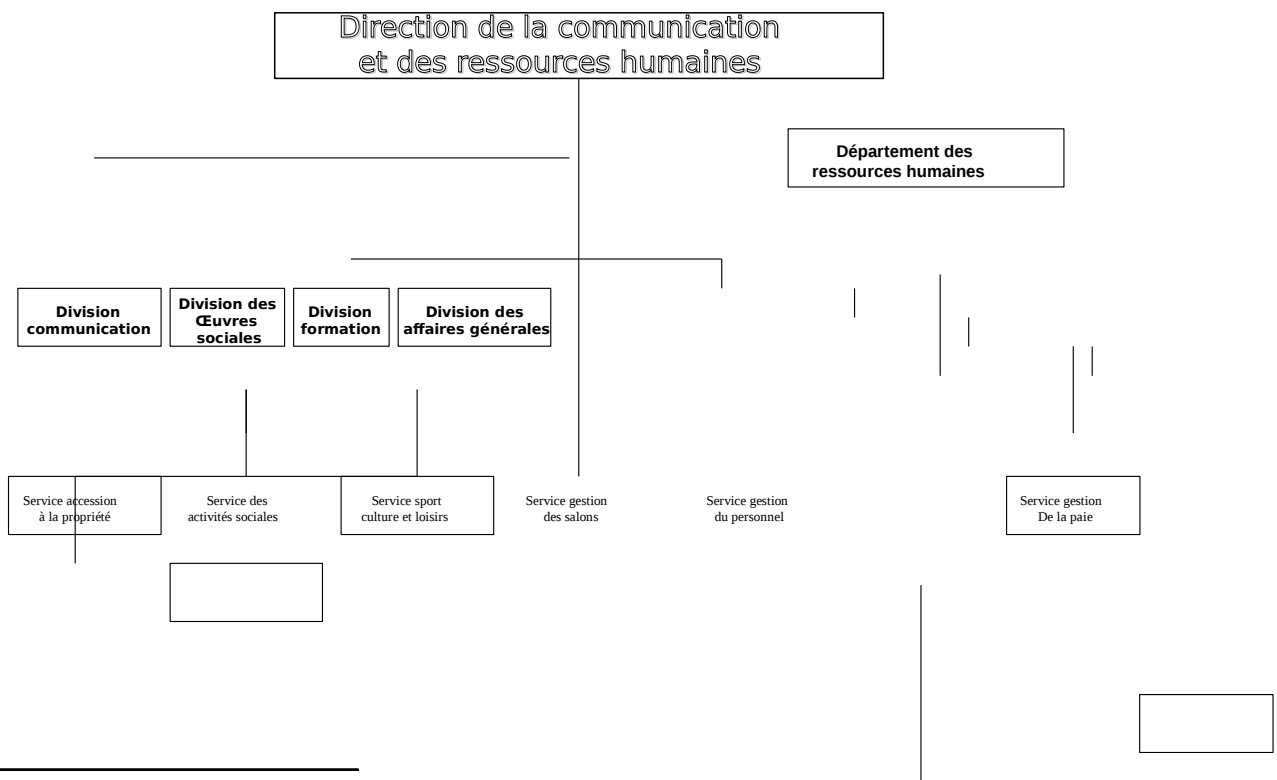 Direction de la communication
et des ressources humaines
Département des
ressources humaines
Division
communication
Division des
Œuvres
sociales
Division
formation
Division des
affaires générales
Service accession
à la propriété
Service des
activités sociales
Service sport
culture et loisirs
Service gestion
des salons
Service gestion
du personnel
Service gestion
De la paie